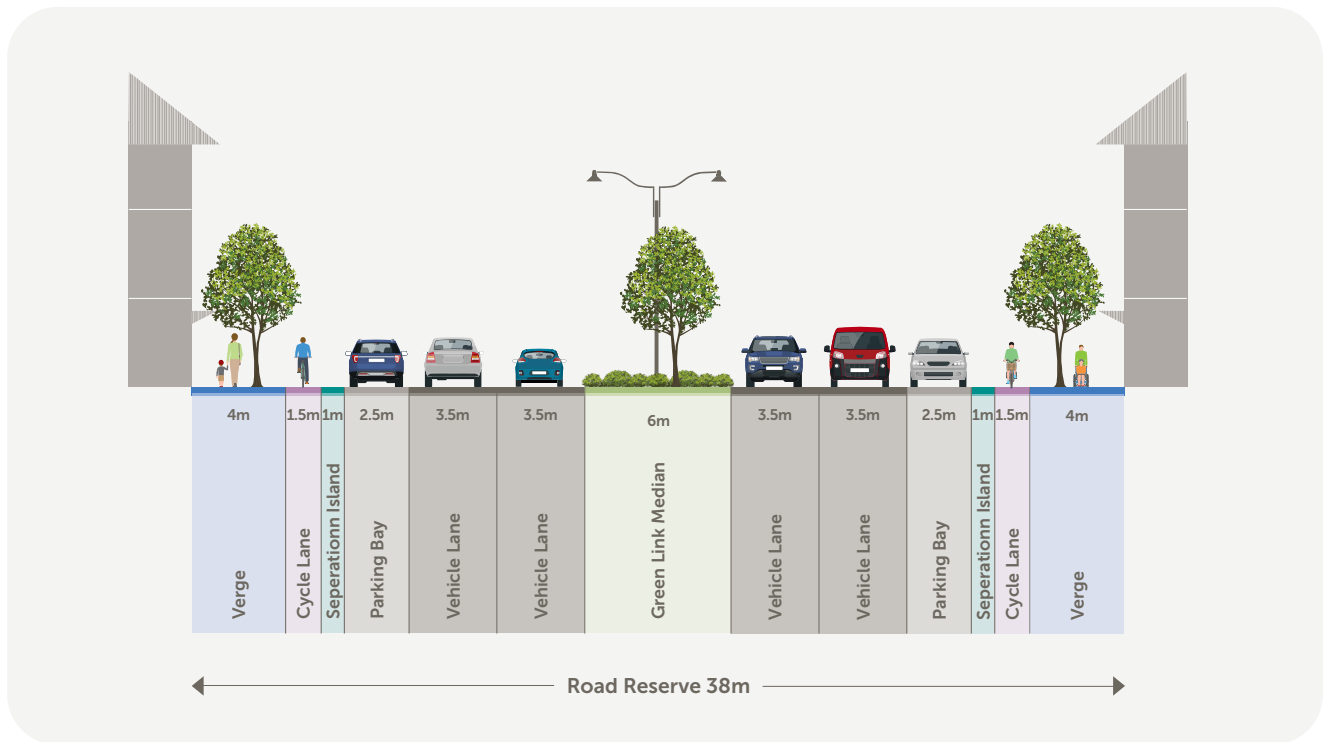 4m
1.5m
1m
2.5m
3.5m
3.5m
6m
3.5m
3.5m
2.5m
1m
1.5m
4m
Verge
Cycle Lane
Seperationn Island
Parking Bay
Vehicle Lane
Vehicle Lane
Green Link Median
Vehicle Lane
Vehicle Lane
Parking Bay
Seperationn Island
Cycle Lane
Verge
Road Reserve 38m